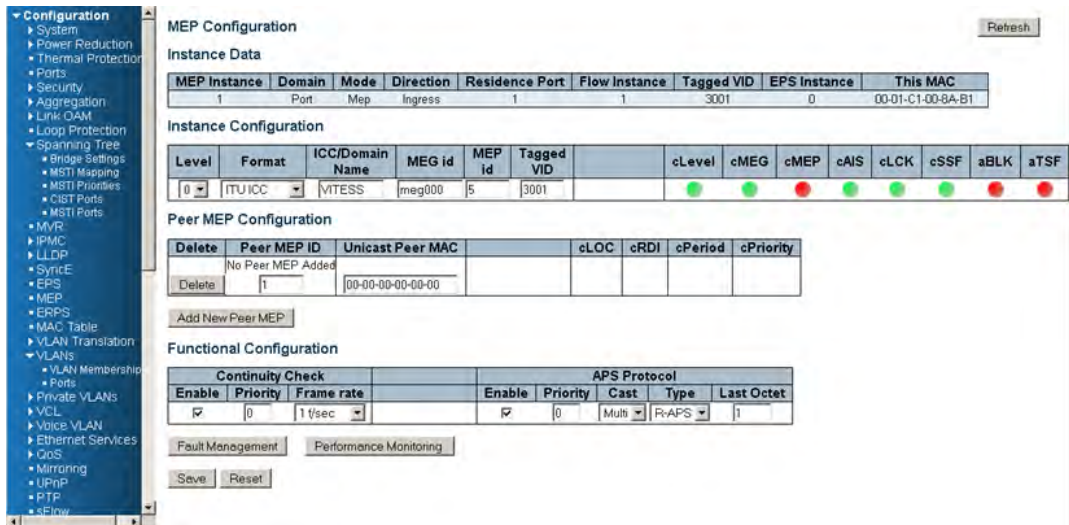 Configuration
System
Power Reduction
Thermal Protection
Ports
Security
Aggregation
Link OAM
Loop Protection
Spanning Tree
Bridge Settings
MSTI Mapping
MSTI Priorities
CIST Ports
MSTI Ports
MVR
IPMC
LLDP
SyncE
EPS
MEP
ERPS
MAC Table
VLAN Translation
VLANs
VLAN Membership
Ports
Private VLANs
VCL
Voice VLAN
Ethernet Services
QoS
Mirroring
UPnP
PTP
sFlow
MEP Configuration
Refresh
Instance Data
MEP Instance Domain Mode Direction Residence Port Flow Instance Tagged VID EPS Instance This MAC
1 Port Mep Ingress 1 1 3001 0 00-01-C1-00-8A-B1
Instance Configuration
Level Format ICC/Domain Name MEG id MEP id Tagged VID cLevel cMEG cMEP cAIS cLCK cSSF aBLK aTSF
0 ITU ICC VITESS meg000 5 3001
Peer MEP Configuration
Delete Peer MEP ID Unicast Peer MAC cLOC cRDI cPeriod cPriority
No Peer MEP Added
Delete 1 00-00-00-00-00-00
Add New Peer MEP
Functional Configuration
Continuity Check APS Protocol
Enable Priority Frame rate Enable Priority Cast Type Last Octet
0 1 f/sec 0 Multi R-APS 1
Fault Management Performance Monitoring
Save Reset